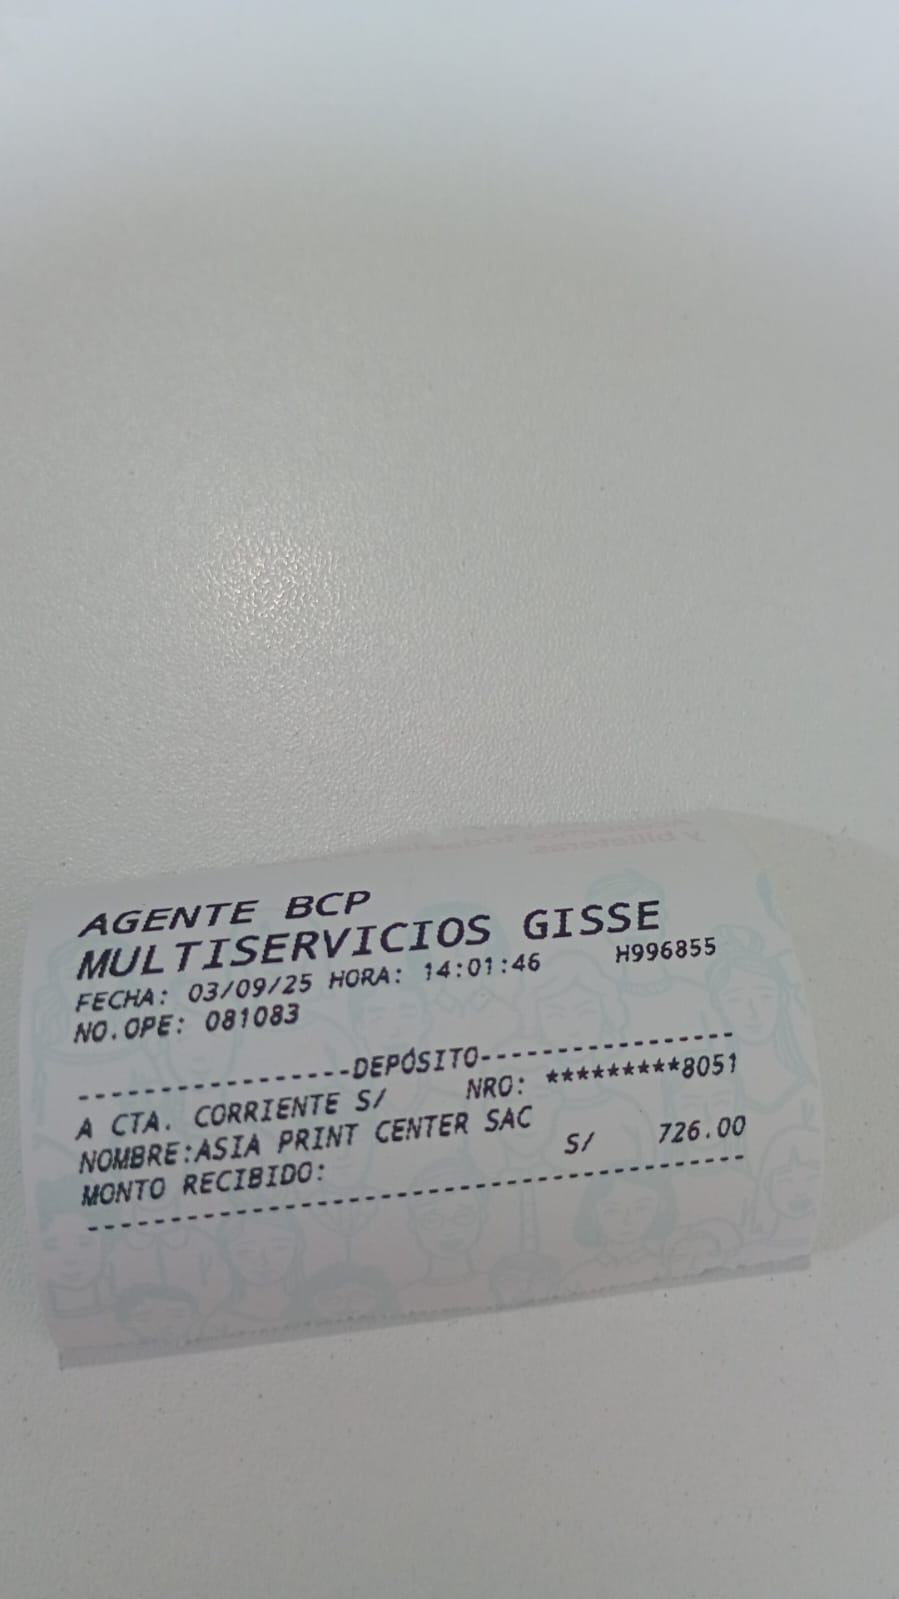 y billeteras.
AGENTE BCP
MULTISERVICIOS GISSE
FECHA: 03/09/25 HORA: 14:01:46 H996855
NO.OPE: 081083
-----------------DEPÓSITO----------------
A CTA. CORRIENTE S/ NRO: *********8051
NOMBRE:ASIA PRINT CENTER SAC
MONTO RECIBIDO: S/ 726.00
-----------------------------------------